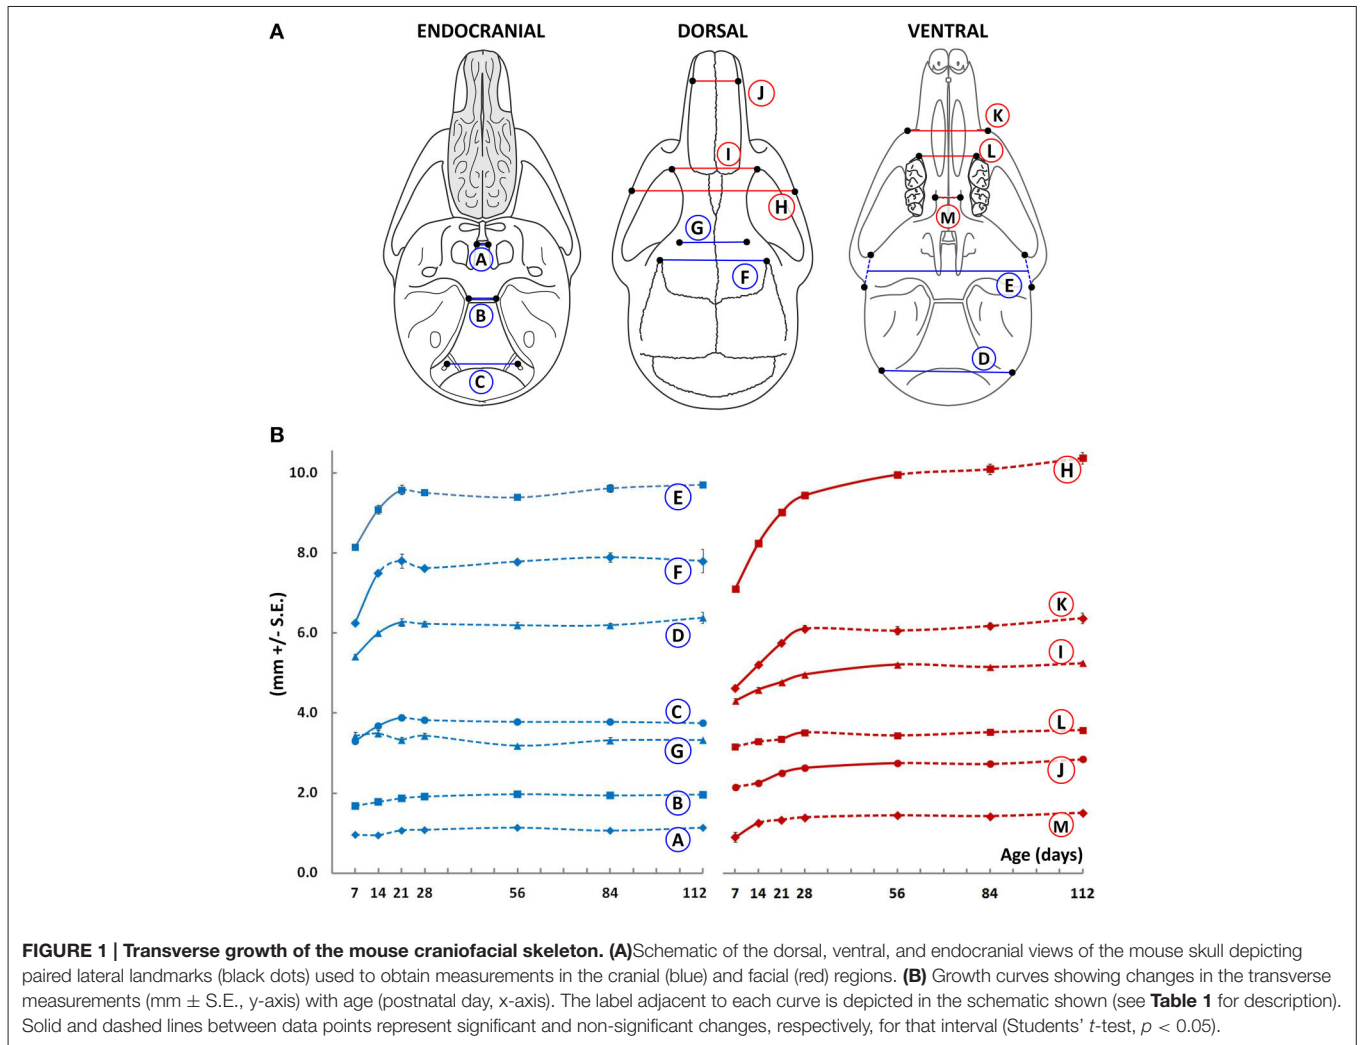 A
ENDOCRANIAL
DORSAL
VENTRAL
J
I
H
G
F
A
B
C
K
L
M
E
D
B
(mm +/- S.E.)
10.0
8.0
6.0
4.0
2.0
0.0
E
F
D
C
G
B
A
7 14 21 28 56 84 112
H
K
I
L
J
M
Age (days)
7 14 21 28 56 84 112
FIGURE 1 | Transverse growth of the mouse craniofacial skeleton. (A)Schematic of the dorsal, ventral, and endocranial views of the mouse skull depicting
paired lateral landmarks (black dots) used to obtain measurements in the cranial (blue) and facial (red) regions. (B) Growth curves showing changes in the transverse
measurements (mm ± S.E., y-axis) with age (postnatal day, x-axis). The label adjacent to each curve is depicted in the schematic shown (see Table 1 for description).
Solid and dashed lines between data points represent significant and non-significant changes, respectively, for that interval (Students' t-test, p < 0.05).